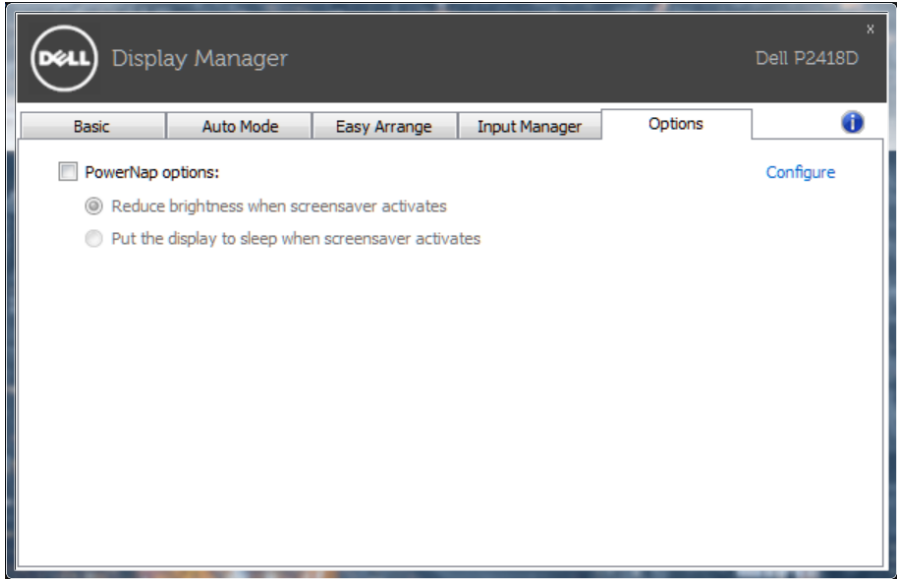 DELL
Display Manager
x
Dell P2418D
Basic
Auto Mode
Easy Arrange
Input Manager
Options
i
PowerNap options:
Configure
Reduce brightness when screensaver activates
Put the display to sleep when screensaver activates